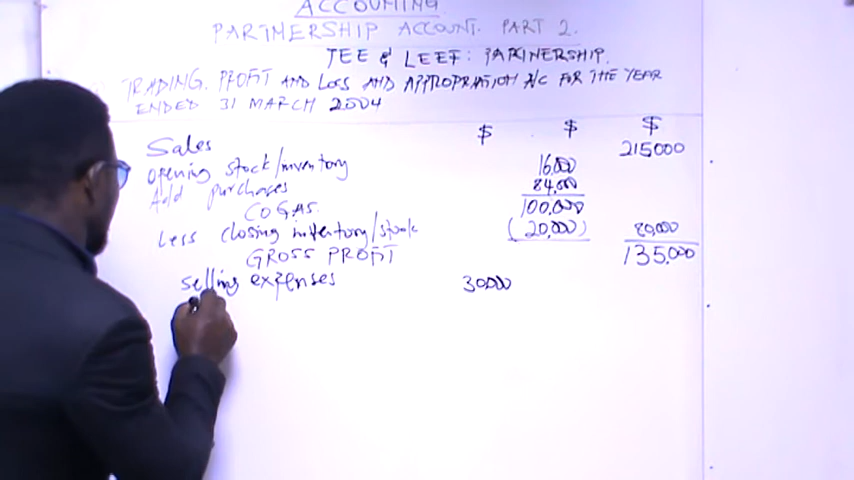 ACCOUNTING
PARTNERSHIP ACCOUNT. PART 2.
TEE & LEEF: PARTNERSHIP.
TRADING. PROFIT AND LOSS AND APPROPRATION A/C FOR THE YEAR
ENDED 31 MARCH 2004
$ $ $
Sales 215000
Opening stock/inventory 16,000
Add purchases 84,000
COGAS. 100,000
Less closing inventory/stock (20,000) 80,000
GROSS PROFIT 135,000
Selling expenses 30000